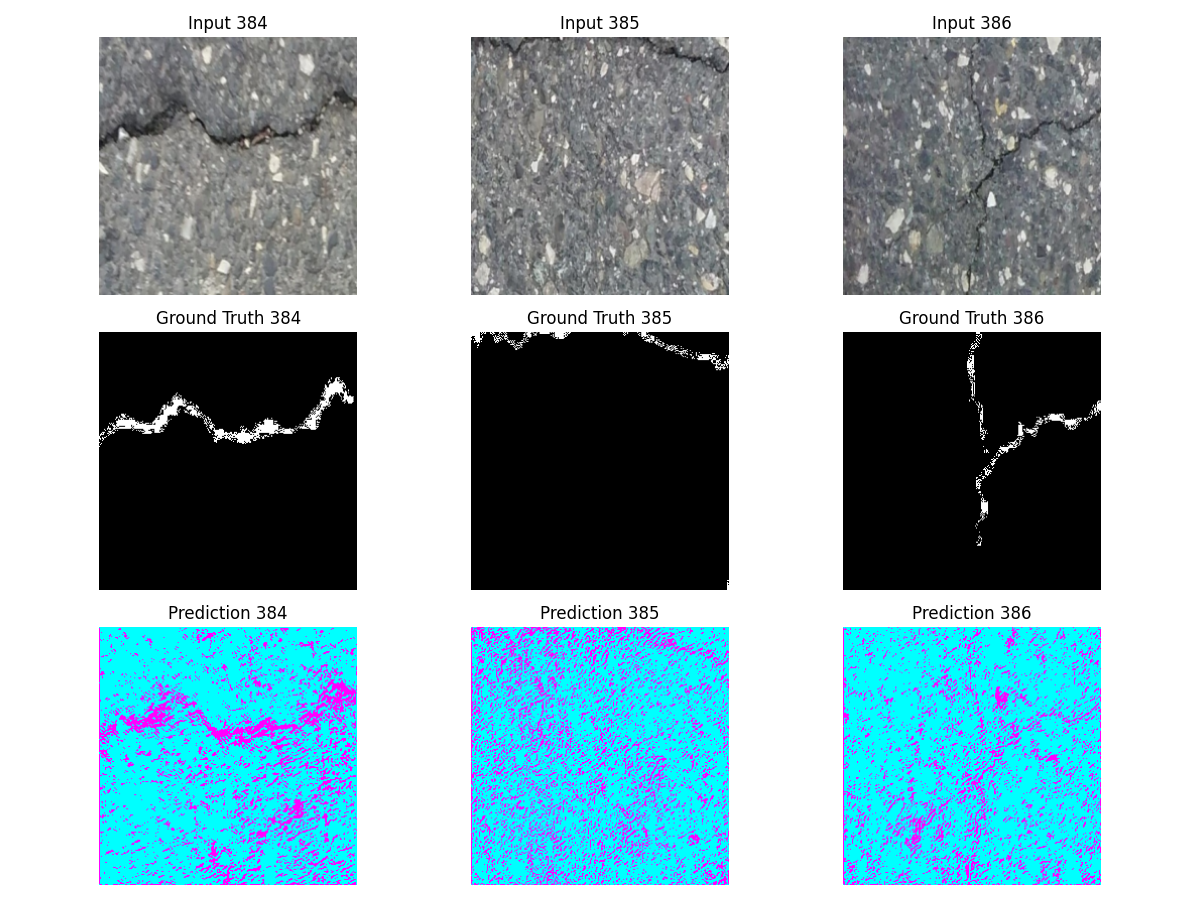 Input 384
Input 385
Input 386
Ground Truth 384
Ground Truth 385
Ground Truth 386
Prediction 384
Prediction 385
Prediction 386